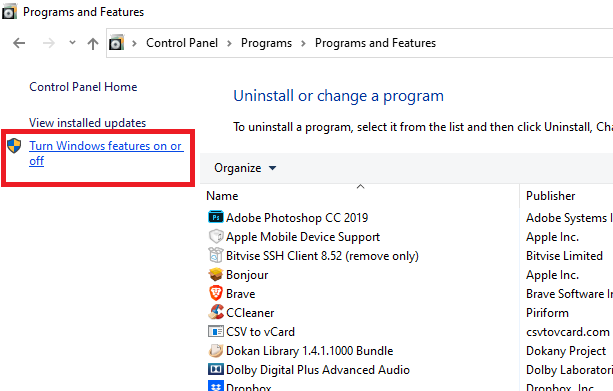 Programs and Features
Control Panel > Programs > Programs and Features
Control Panel Home
View installed updates
Turn Windows features on or
off
Uninstall or change a program
To uninstall a program, select it from the list and then click Uninstall, Cha
Organize
Name Publisher
Adobe Photoshop CC 2019 Adobe Systems I
Apple Mobile Device Support Apple Inc.
Bitvise SSH Client 8.52 (remove only) Bitvise Limited
Bonjour Apple Inc.
Brave Brave Software In
CCleaner Piriform
CSV to vCard csvtovcard.com
Dokan Library 1.4.1.1000 Bundle Dokany Project
Dolby Digital Plus Advanced Audio Dolby Laborator
Dropbox Dropbox, Inc.